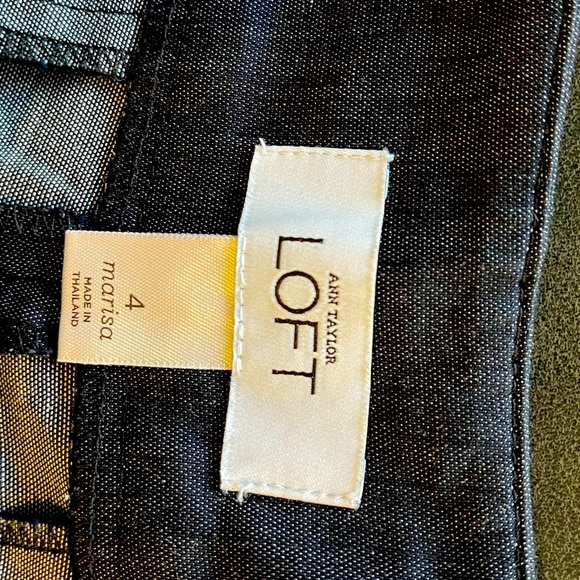 ANN TAYLOR
LOFT
4
marisa
MADE IN
THAILAND